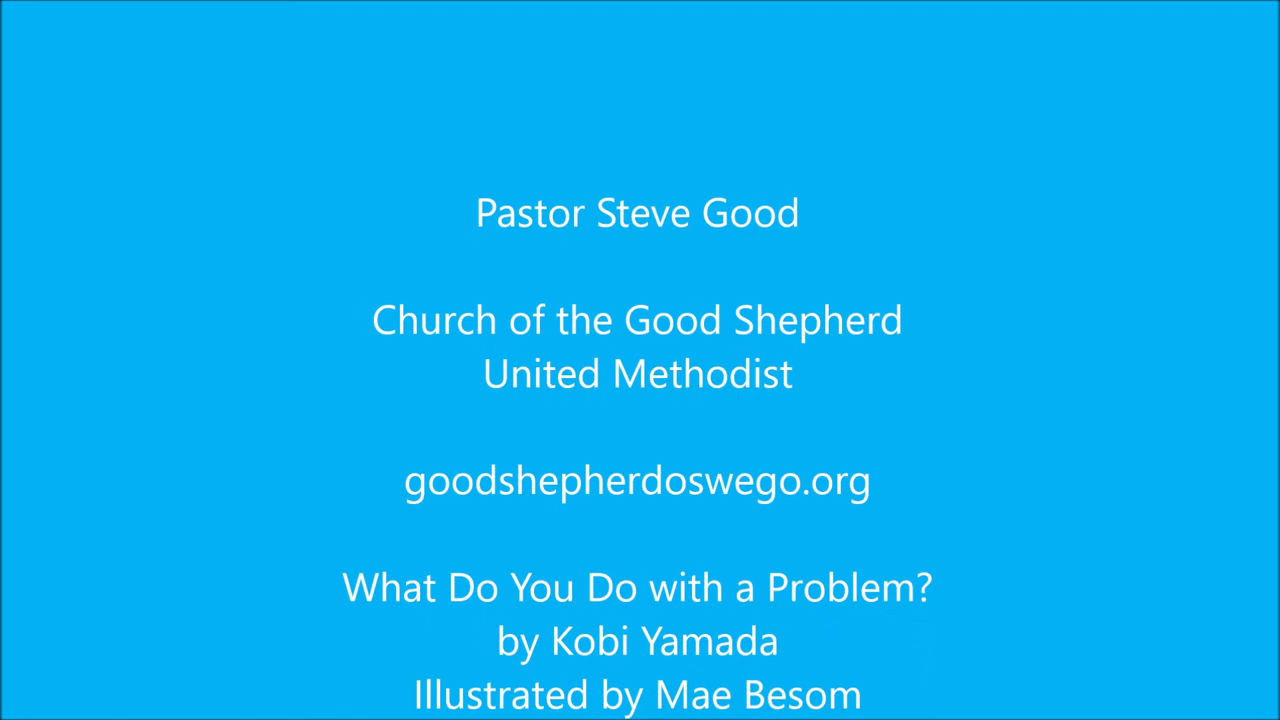 Pastor Steve Good
Church of the Good Shepherd
United Methodist
goodshepherdoswego.org
What Do You Do with a Problem?
by Kobi Yamada
Illustrated by Mae Besom